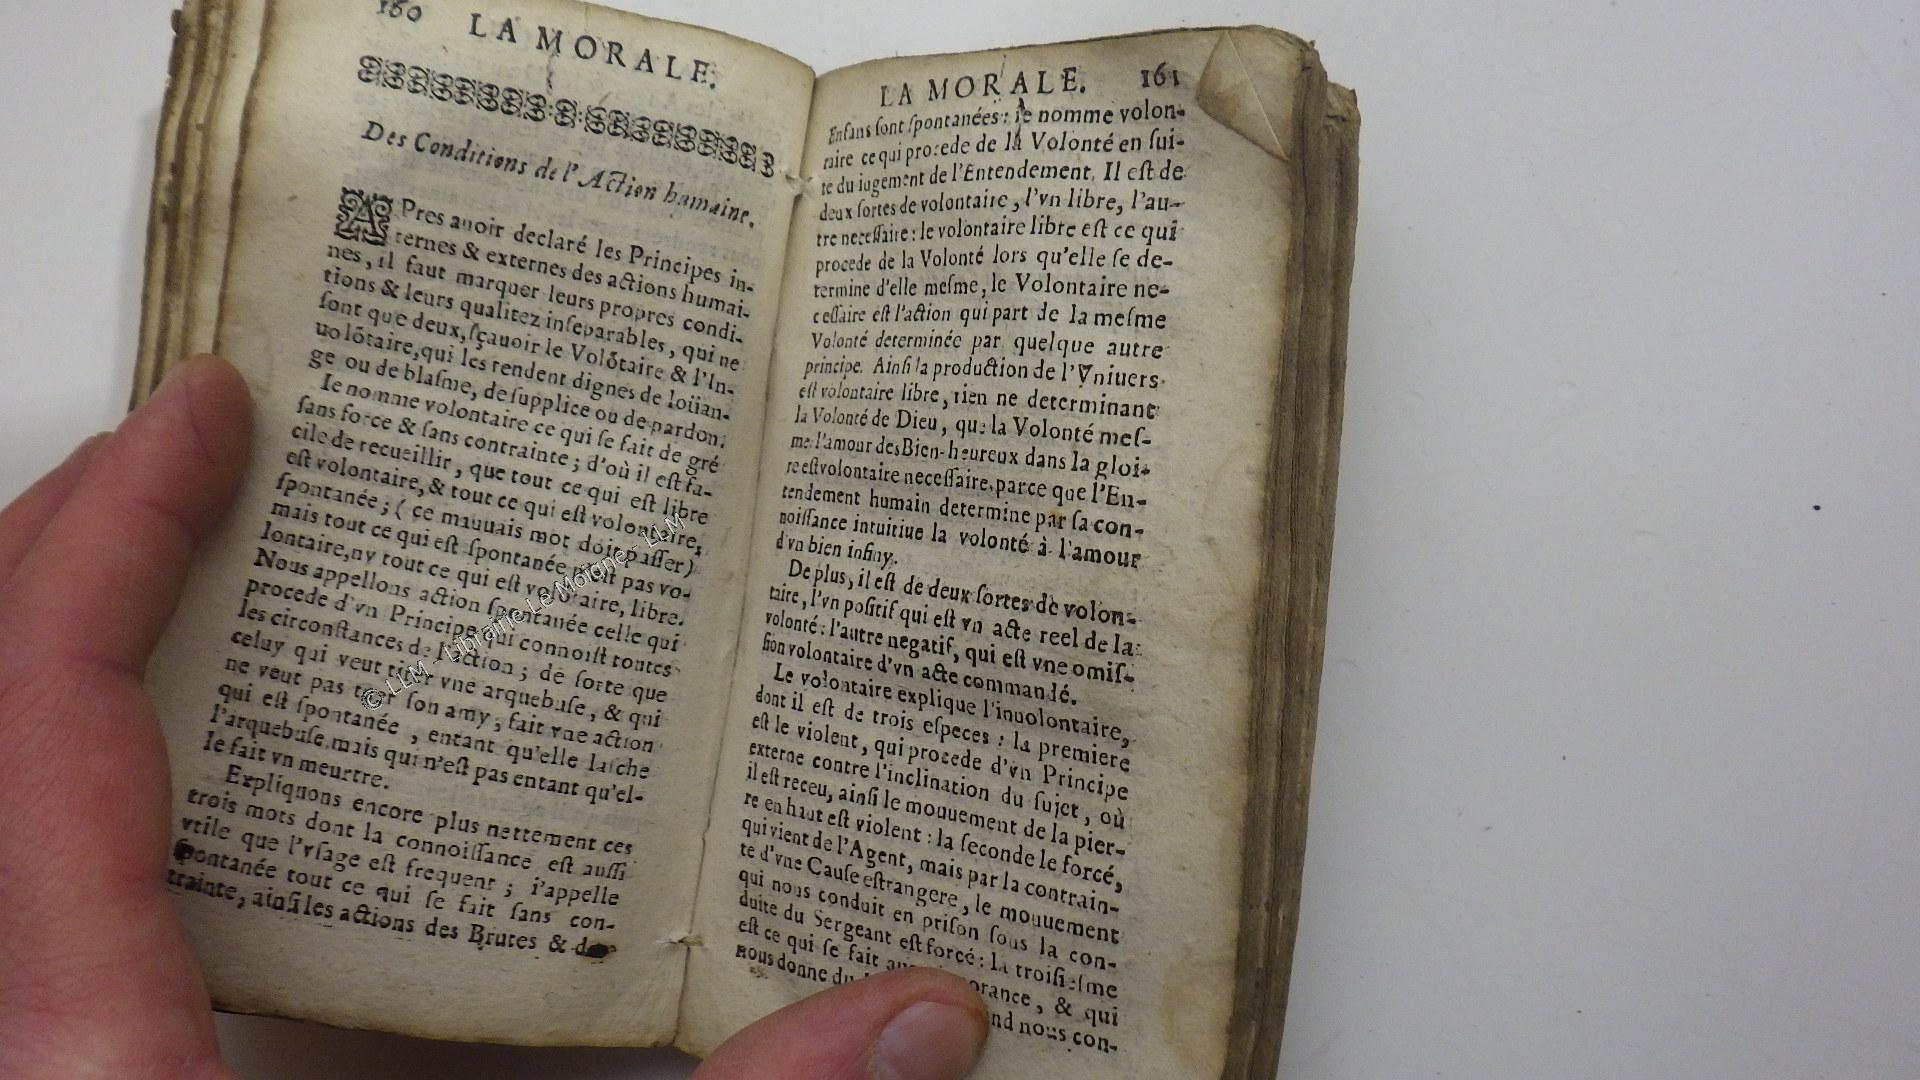 160 LA MORALE.
Des Conditions de l'Action humaine.
APres auoir declaré les Principes in-
ternes & externes des actions humai-
nes, il faut marquer leurs propres condi-
tions & leurs qualitez inſeparables, qui ne
ſont que deux, ſçauoir le Volõtaire & l'In-
uolõtaire, qui les rendent dignes de loüan-
ge ou de blaſme, de ſupplice ou de pardon.
Ie nomme volontaire ce qui ſe fait de gré
ſans force & ſans contrainte ; d'où il eſt fa-
cile de recueillir, que tout ce qui eſt libre
eſt volontaire, & tout ce qui eſt volontaire,
ſpontanée ; ( ce mauuais mot doit paſſer )
mais tout ce qui eſt ſpontanée n'eſt pas vo-
lontaire, ny tout ce qui eſt volontaire, libre.
Nous appellons action ſpontanée celle qui
procede d'vn Principe qui connoiſt toutes
les circonſtances de l'action ; de ſorte que
celuy qui veut tirer vne arquebuſe, & qui
ne veut pas tuer ſon amy, fait vne action
qui eſt ſpontanée, entant qu'elle laſche
l'arquebuſe, mais qui n'eſt pas entant qu'el-
le fait vn meurtre.
Expliquons encore plus nettement ces
trois mots dont la connoiſſance eſt auſſi
vtile que l'vſage eſt frequent ; i'appelle
ſpontanée tout ce qui ſe fait ſans con-
trainte, ainſi les actions des Brutes &
© LLM - Librairie Le Moigne - LLM
LA MORALE. 161
Enfans ſont ſpontanées : ie nomme volon-
taire ce qui procede de la Volonté en ſui-
te du iugement de l'Entendement. Il eſt de
deux ſortes de volontaire, l'vn libre, l'au-
tre neceſſaire : le volontaire libre eſt ce qui
procede de la Volonté lors qu'elle ſe de-
termine d'elle meſme, le Volontaire ne-
ceſſaire eſt l'action qui part de la meſme
Volonté determinée par quelque autre
principe. Ainſi la production de l'Vniuers
eſt volontaire libre, rien ne determinant
la Volonté de Dieu, que la Volonté meſ-
me: l'amour des Bien-heureux dans la gloi-
re eſt volontaire neceſſaire, parce que l'En-
tendement humain determine par ſa con-
noiſſance intuitiue la volonté à l'amour
d'vn bien infiny.
De plus, il eſt de deux ſortes de volon-
taire, l'vn poſitif qui eſt vn acte reel de la
volonté : l'autre negatif, qui eſt vne omiſ-
ſion volontaire d'vn acte commandé.
Le volontaire explique l'inuolontaire,
dont il eſt de trois eſpeces : la premiere
eſt le violent, qui procede d'vn Principe
externe contre l'inclination du ſujet, où
il eſt receu, ainſi le mouuement de la pier-
re en haut eſt violent : la ſeconde le forcé,
qui vient de l'Agent, mais par la contrain-
te d'vne Cauſe eſtrangere, le mouuement
qui nous conduit en priſon ſous la con-
duite du Sergeant eſt forcé : la troiſieſme
eſt ce qui ſe fait , & qui
nous donne du nous con-